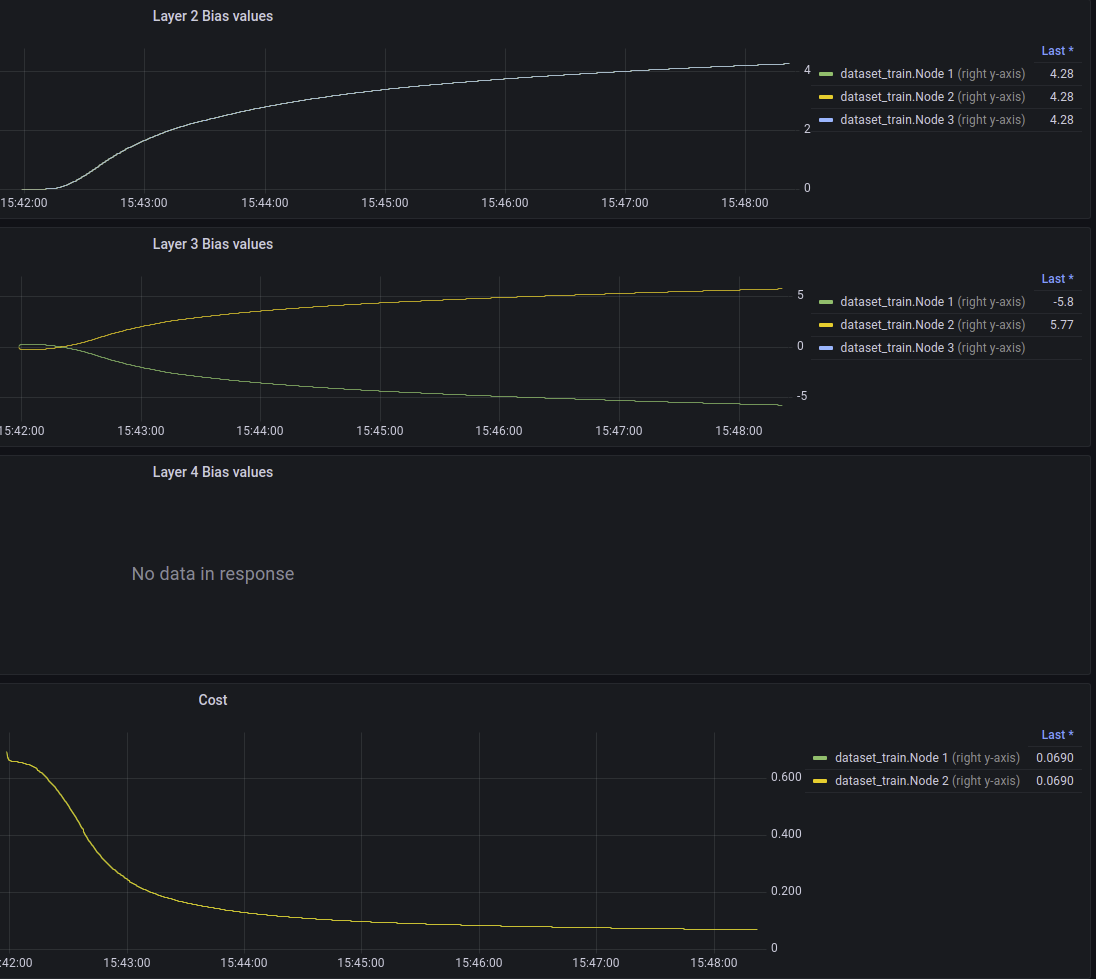 Layer 2 Bias values
Last *
4 dataset_train.Node 1 (right y-axis) 4.28
dataset_train.Node 2 (right y-axis) 4.28
2 dataset_train.Node 3 (right y-axis) 4.28
0
15:42:00 15:43:00 15:44:00 15:45:00 15:46:00 15:47:00 15:48:00
Layer 3 Bias values
Last *
5 dataset_train.Node 1 (right y-axis) -5.8
dataset_train.Node 2 (right y-axis) 5.77
0 dataset_train.Node 3 (right y-axis)
-5
15:42:00 15:43:00 15:44:00 15:45:00 15:46:00 15:47:00 15:48:00
Layer 4 Bias values
No data in response
Cost
Last *
dataset_train.Node 1 (right y-axis) 0.0690
0.600 dataset_train.Node 2 (right y-axis) 0.0690
0.400
0.200
0
:42:00 15:43:00 15:44:00 15:45:00 15:46:00 15:47:00 15:48:00